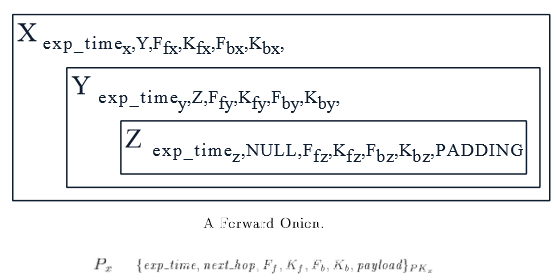 X exp_time_x,Y,F_fx,K_fx,F_bx,K_bx,
Y exp_time_y,Z,F_fy,K_fy,F_by,K_by,
Z exp_time_z,NULL,F_fz,K_fz,F_bz,K_bz,PADDING
A Forward Onion.
P_x {exp_time, next_hop, F_f, K_f, F_b, K_b, payload}_PK_x